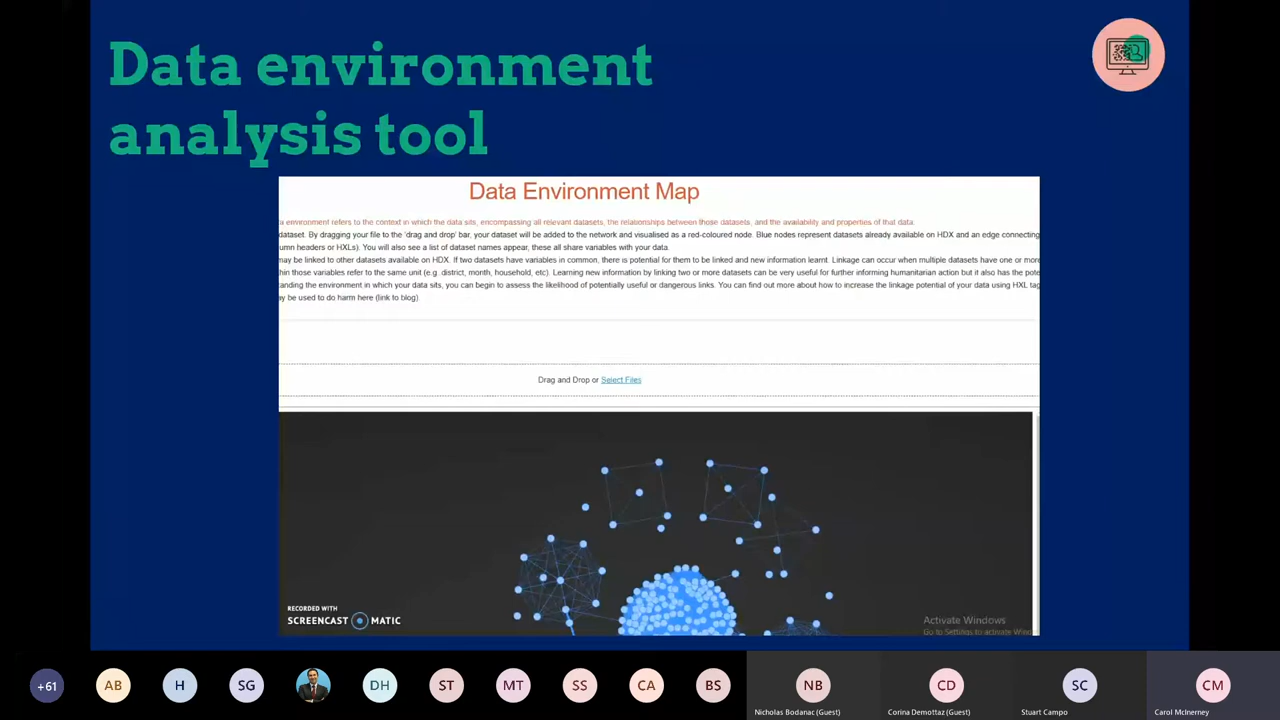 Data environment
analysis tool
Data Environment Map
a environment refers to the context in which the data sits, encompassing all relevant datasets, the relationships between those datasets, and the availability and properties of that data.
dataset. By dragging your file to the 'drag and drop' bar, your dataset will be added to the network and visualised as a red-coloured node. Blue nodes represent datasets already available on HDX and an edge connecting
umn headers or HXLs). You will also see a list of dataset names appear, these all share variables with your data.
may be linked to other datasets available on HDX. If two datasets have variables in common, there is potential for them to be linked and new information learnt. Linkage can occur when multiple datasets have one or more
hin those variables refer to the same unit (e.g. district, month, household, etc). Learning new information by linking two or more datasets can be very useful for further informing humanitarian action but it also has the pote
tanding the environment in which your data sits, you can begin to assess the likelihood of potentially useful or dangerous links. You can find out more about how to increase the linkage potential of your data using HXL tag
ay be used to do harm here (link to blog)
Drag and Drop or Select Files
RECORDED WITH
SCREENCAST MATIC
Activate Windows
Go to Settings to activate Wind
+61
AB
H
SG
DH
ST
MT
SS
CA
BS
NB
CD
SC
CM
Nicholas Bodanac (Guest)
Corina Demottaz (Guest)
Stuart Campo
Carol McInerney